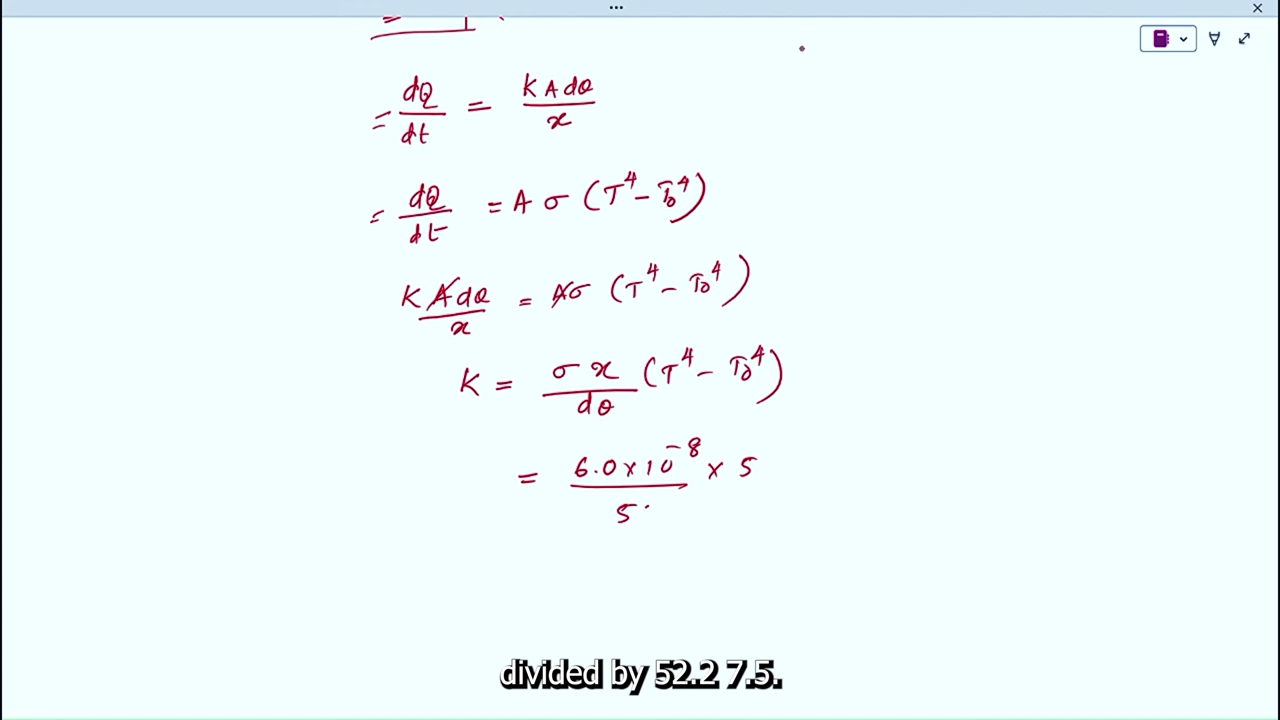 dQ/dt = KAdθ/x
= dQ/dt = Aσ (T⁴ - T₀⁴)
KAdθ/x = Aσ (T⁴ - T₀⁴)
K = σx/dθ (T⁴ - T₀⁴)
= 6.0×10⁻⁸/5. × 5
divided by 52.2 7.5.